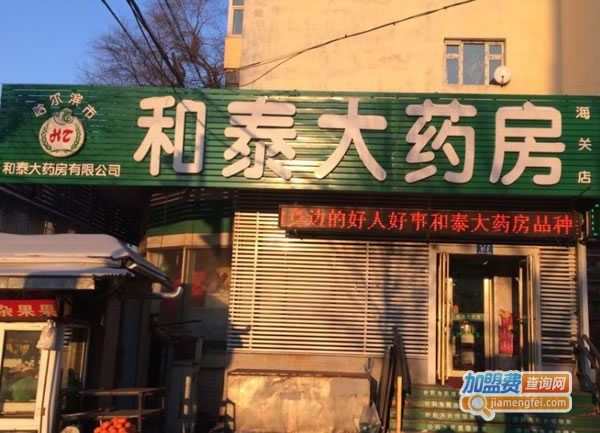 哈尔滨市
HT
和泰大药房有限公司
和泰大药房
海关店
身边的好人好事和泰大药房品种
杂果果
加盟费查询网
jiamengfei.com